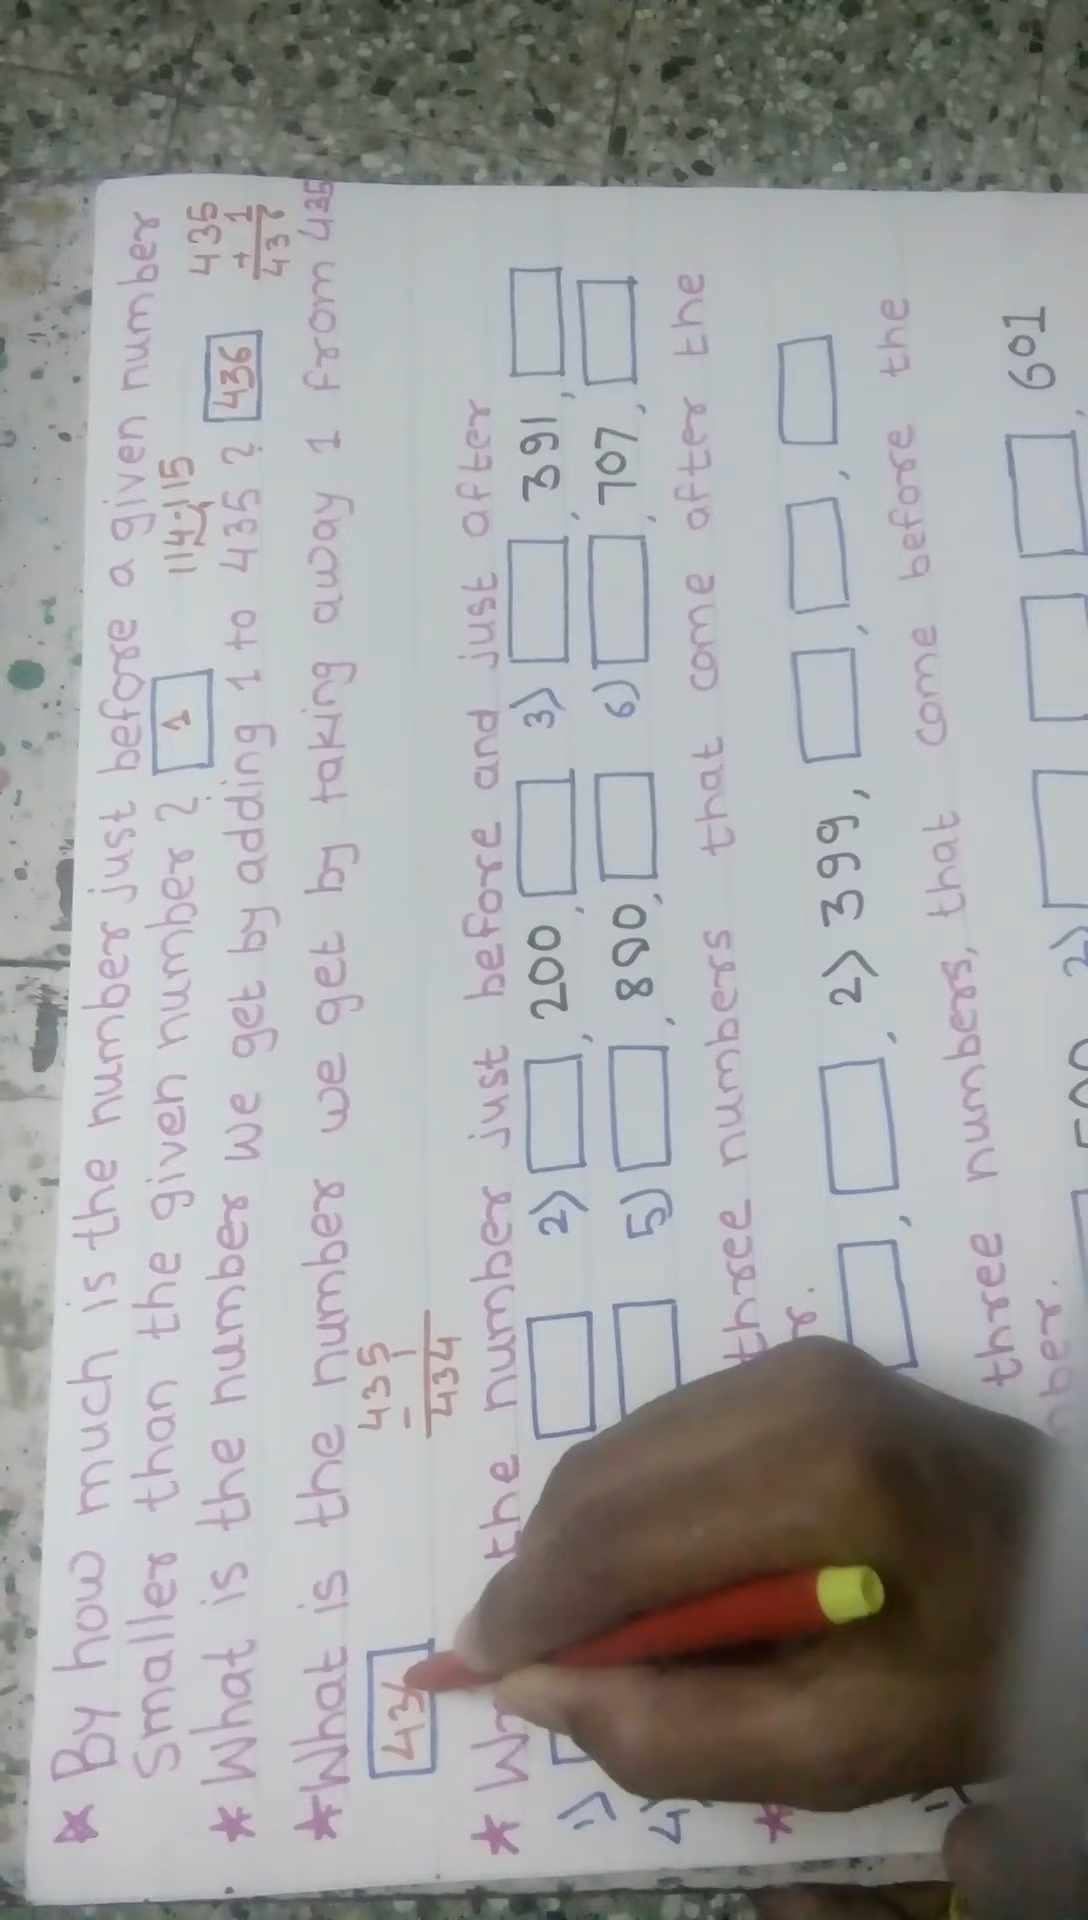 * By how much is the number just before a given number
smaller than the given number ? 1 114-115
* What is the number we get by adding 1 to 435 ? 436
435
+ 1
436
* What is the number we get by taking away 1 from 435
43
435
- 1
434
* the number just before and just after
1) 2) , 200, 3) , 391,
4) 5) , 890, 6) , 707,
* three numbers that come after the
, , 2) 399, , ,
three numbers, that come before the
2) , 601